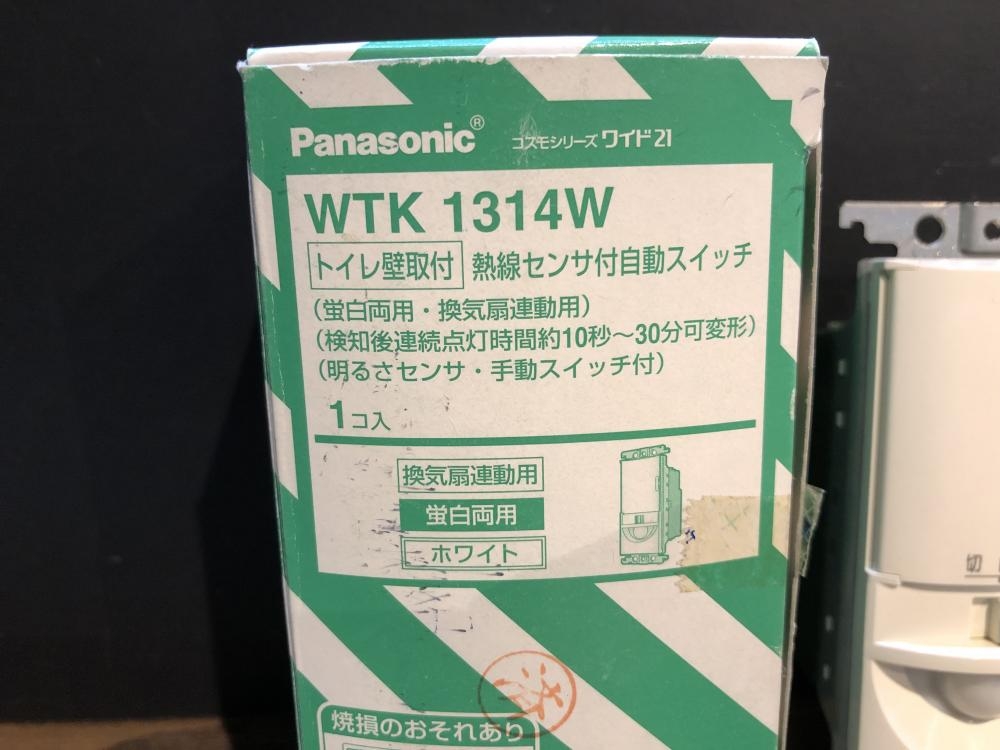 Panasonic® コスモシリーズ ワイド21
WTK 1314W
トイレ壁取付 熱線センサ付自動スイッチ
(蛍白両用・換気扇連動用)
(検知後連続点灯時間約10秒～30分可変形)
(明るさセンサ・手動スイッチ付)
1コ入
換気扇連動用
蛍白両用
ホワイト
済
焼損のおそれあり
切